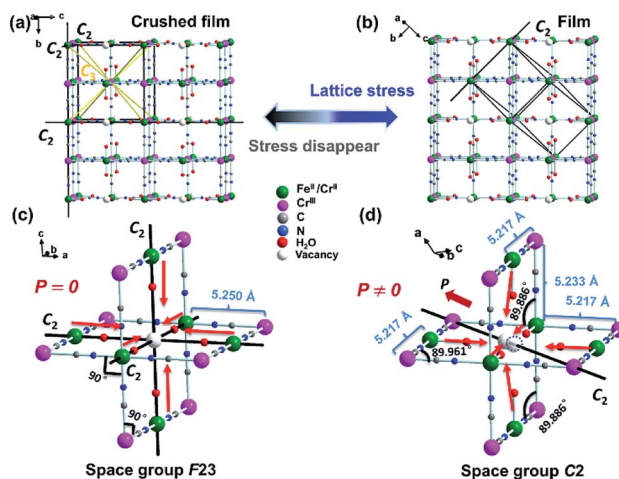 (a)
a c
b
Crushed film
C2
C2
C3
C2
(b)
a
b c
Film
C2
Lattice stress
Stress disappear
Feᴵᴵ/Crᴵᴵ
Crᴵᴵᴵ
C
N
H2O
Vacancy
(c)
c
b
a
C2
P = 0
5.250 Å
C2
C2
90°
90°
Space group F23
(d)
a
c
b
5.217 Å
P ≠ 0
P
89.886°
5.233 Å
5.217 Å
5.217 Å
89.961°
C2
89.886°
Space group C2